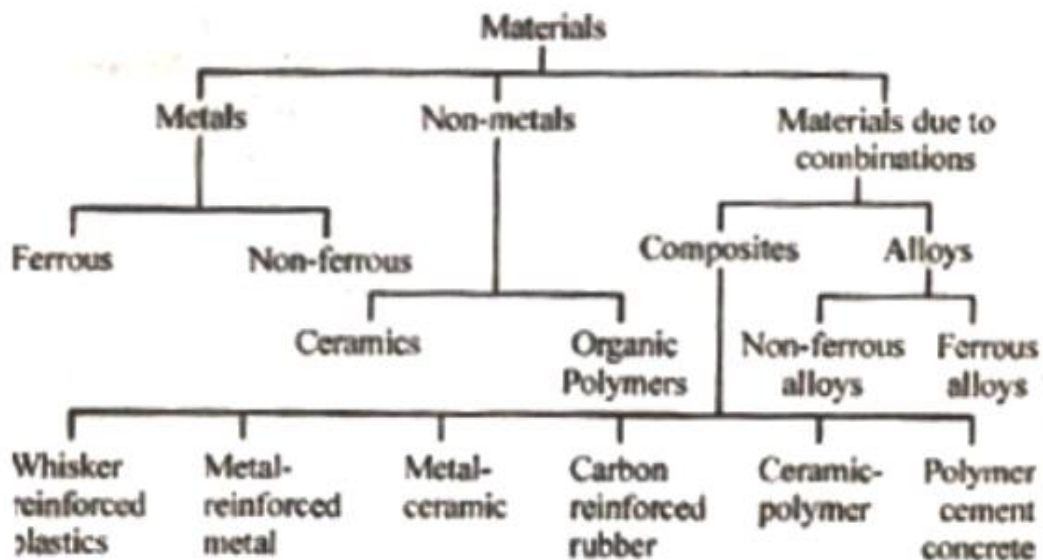 Materials
Metals
Non-metals
Materials due to
combinations
Ferrous
Non-ferrous
Composites
Alloys
Ceramics
Organic
Polymers
Non-ferrous
alloys
Ferrous
alloys
Whisker
reinforced
plastics
Metal-
reinforced
metal
Metal-
ceramic
Carbon
reinforced
rubber
Ceramic-
polymer
Polymer
cement
concrete